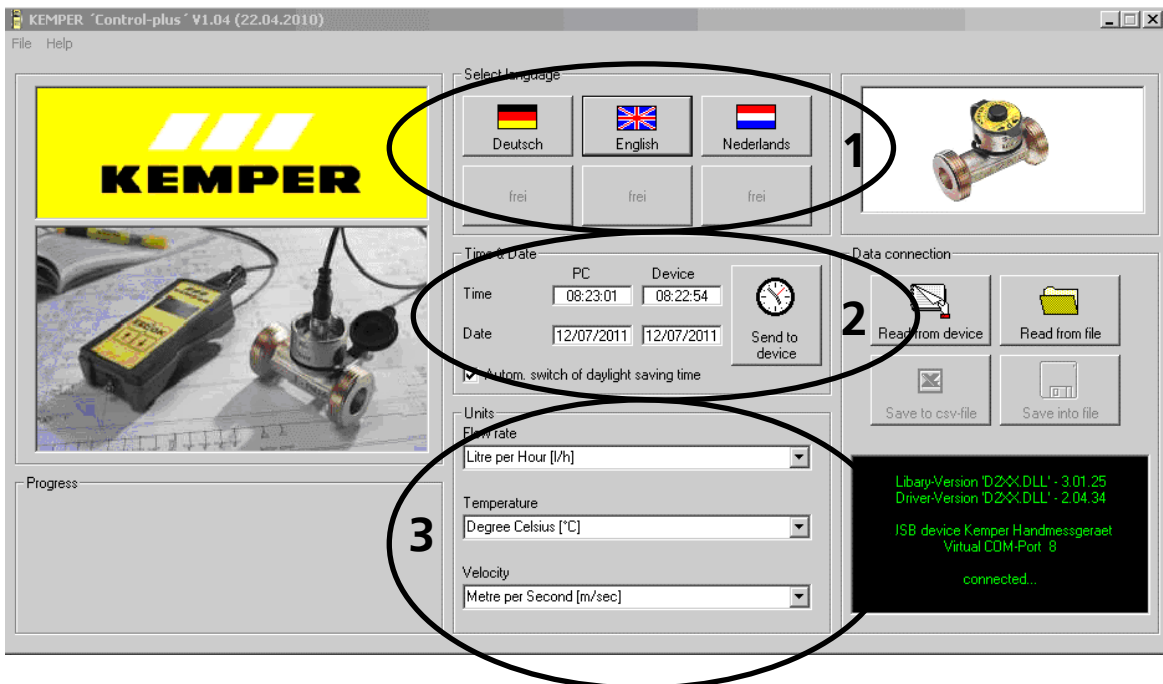 KEMPER ´Control-plus´ V1.04 (22.04.2010)
File Help
KEMPER
Select language
Deutsch
English
Nederlands
frei
frei
frei
1
Time & Date
PC Device
Time 08:23:01 08:22:54
Date 12/07/2011 12/07/2011
Send to
device
Autom. switch of daylight saving time
2
Data connection
Read from device
Read from file
Save to csv-file
Save into file
Units
Flow rate
Litre per Hour [l/h]
Temperature
Degree Celsius [°C]
Velocity
Metre per Second [m/sec]
3
Progress
Libary-Version 'D2XX.DLL' - 3.01.25
Driver-Version 'D2XX.DLL' - 2.04.34
JSB device Kemper Handmessgeraet
Virtual COM-Port 8
connected...